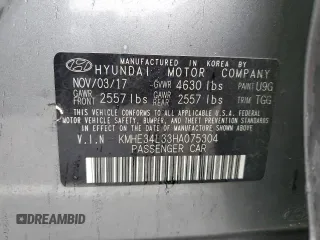 MANUFACTURED IN KOREA BY
HYUNDAI MOTOR COMPANY
NOV/03/17 GVWR 4630 lbs PAINT U9G
GAWR FRONT 2557 lbs GAWR REAR 2557 lbs TRIM TGG
THIS VEHICLE CONFORMS TO ALL APPLICABLE
FEDERAL MOTOR VEHICLE SAFETY, BUMPER,
AND THEFT PREVENTION STANDARDS IN EFFECT
ON THE DATE OF MANUFACTURE SHOWN ABOVE.
V.I.N KMHE34L33HA075304
PASSENGER CAR
© DREAMBID
DREAMBID.COM